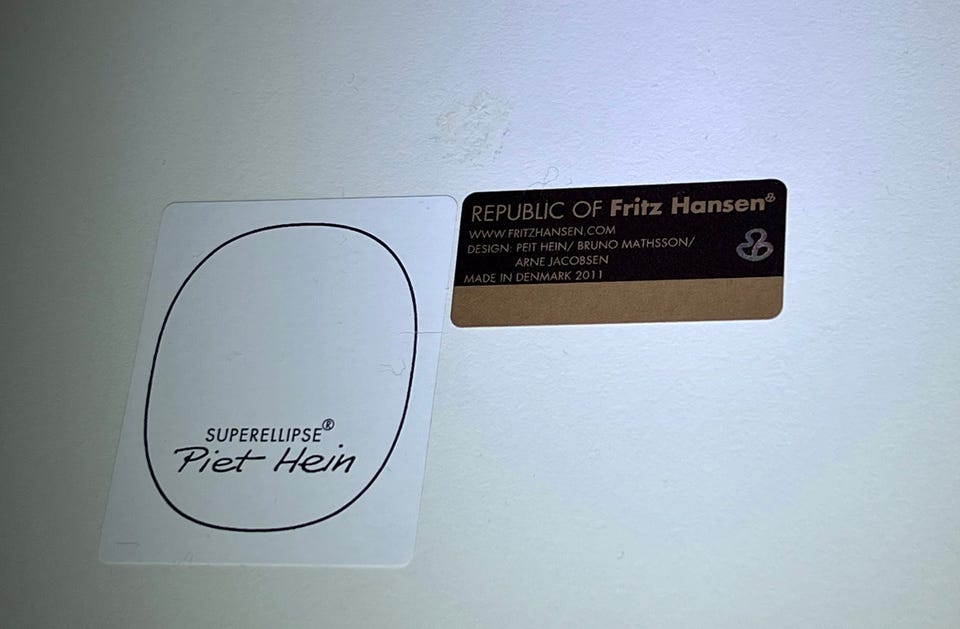 SUPERELLIPSE®
Piet Hein
REPUBLIC OF Fritz Hansen
WWW.FRITZHANSEN.COM
DESIGN: PEIT HEIN/ BRUNO MATHSSON/
ARNE JACOBSEN
MADE IN DENMARK 2011